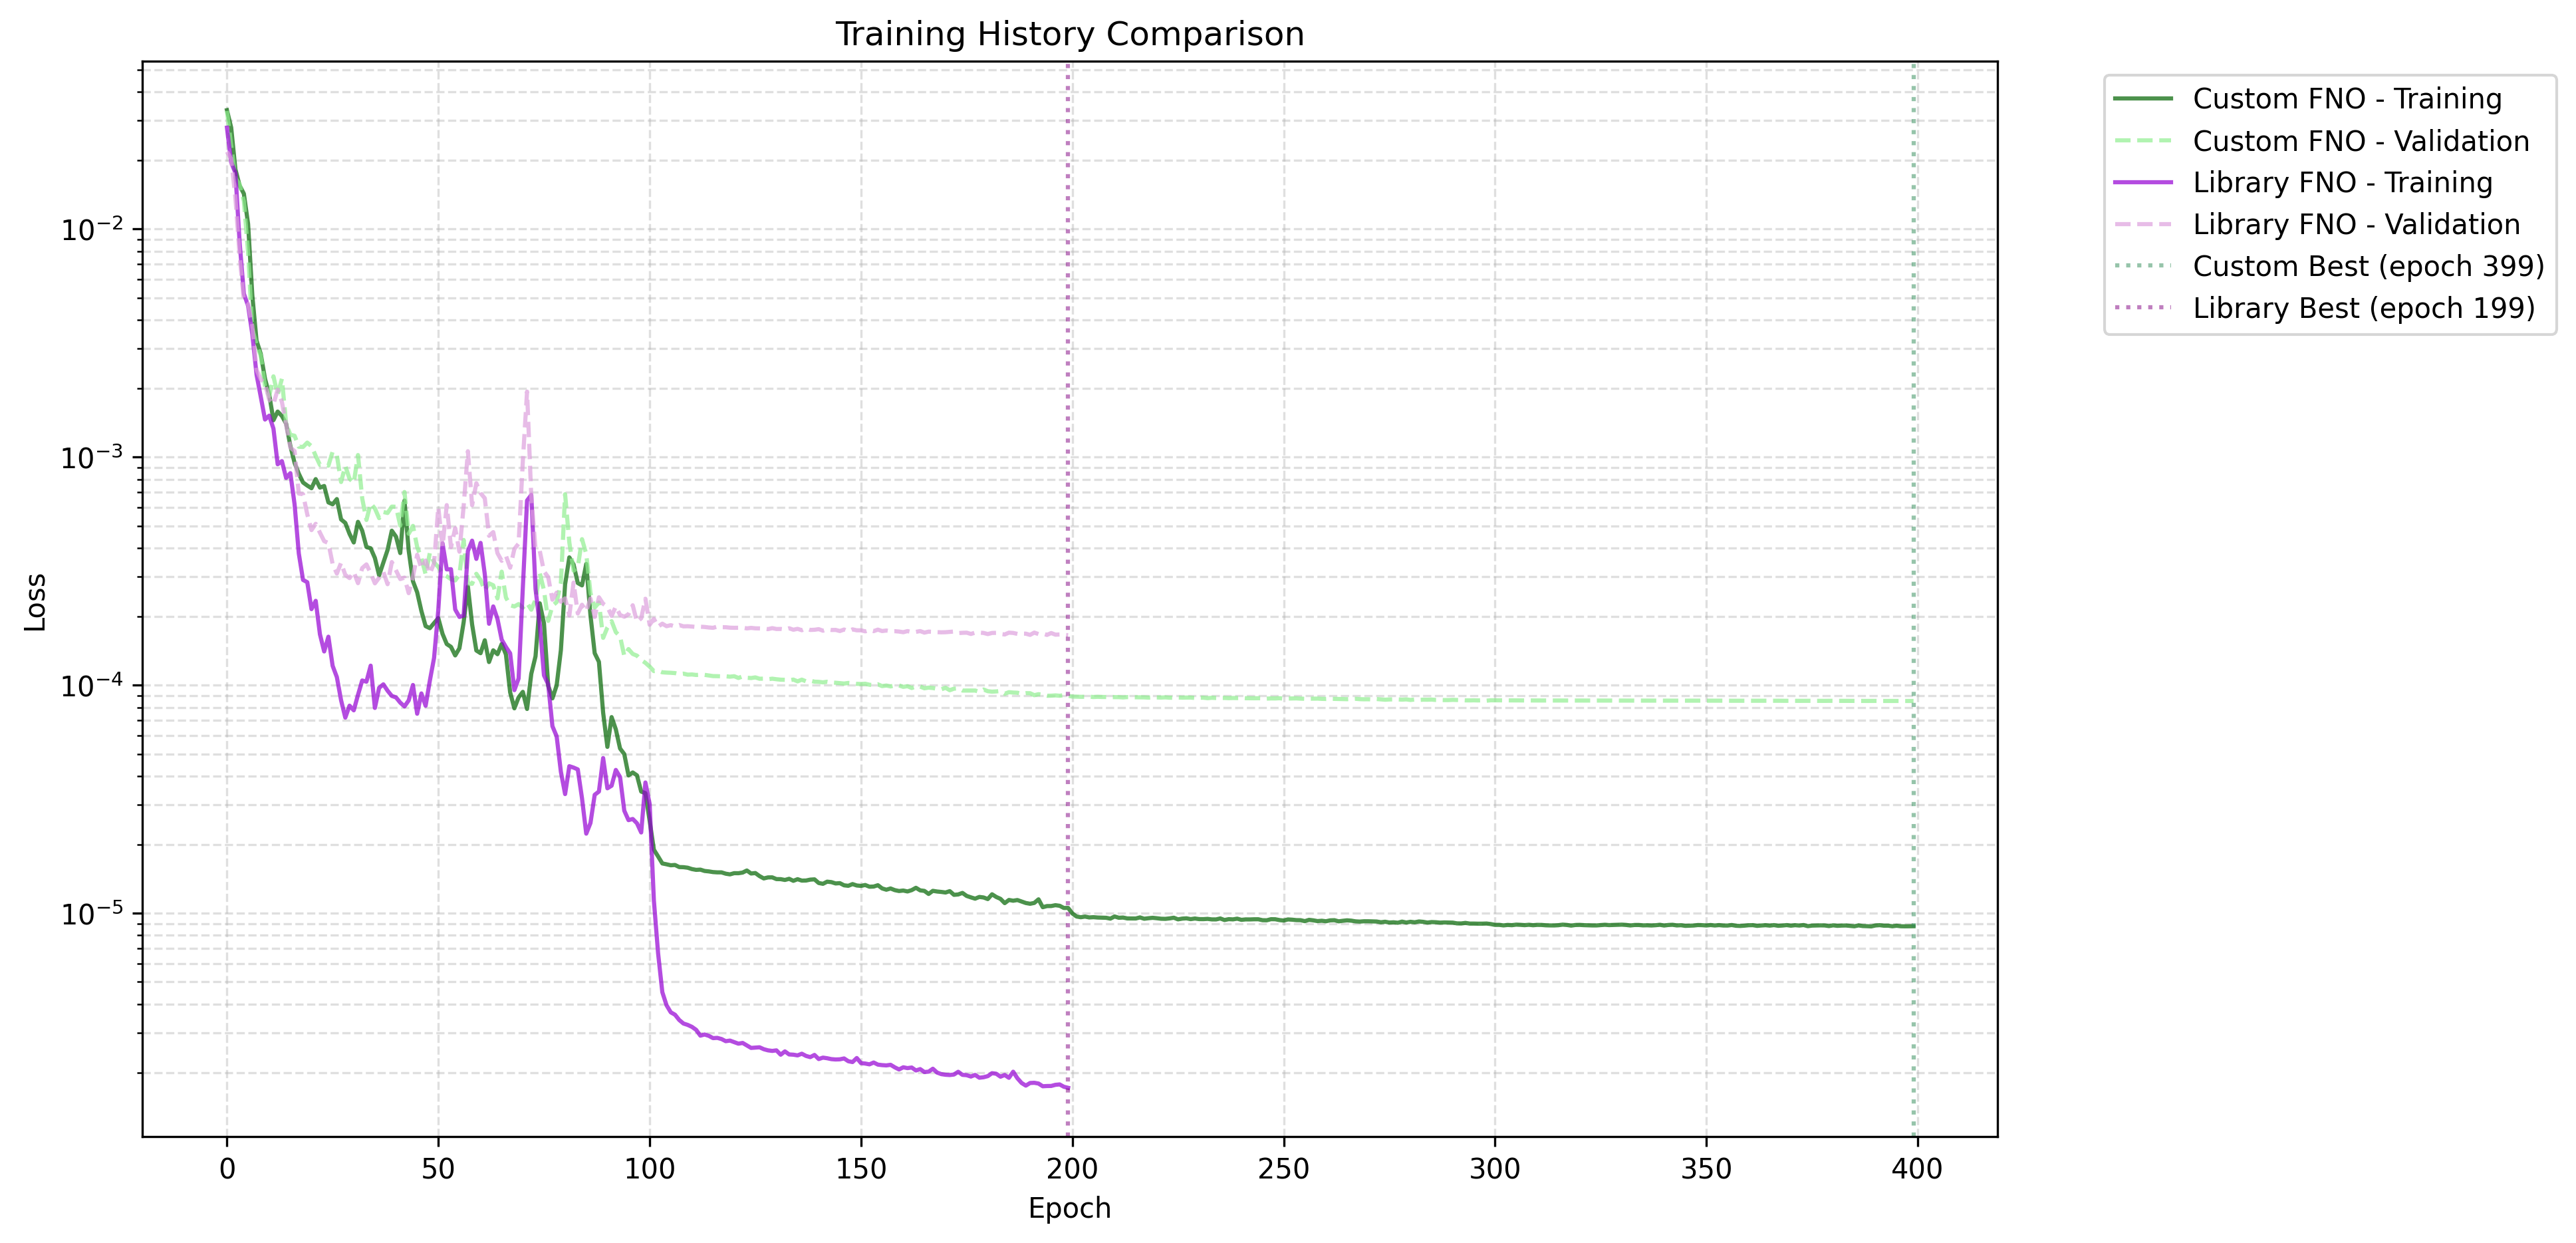 Training History Comparison
Custom FNO - Training
Custom FNO - Validation
Library FNO - Training
Library FNO - Validation
Custom Best (epoch 399)
Library Best (epoch 199)
10⁻²
10⁻³
10⁻⁴
10⁻⁵
Loss
0 50 100 150 200 250 300 350 400
Epoch